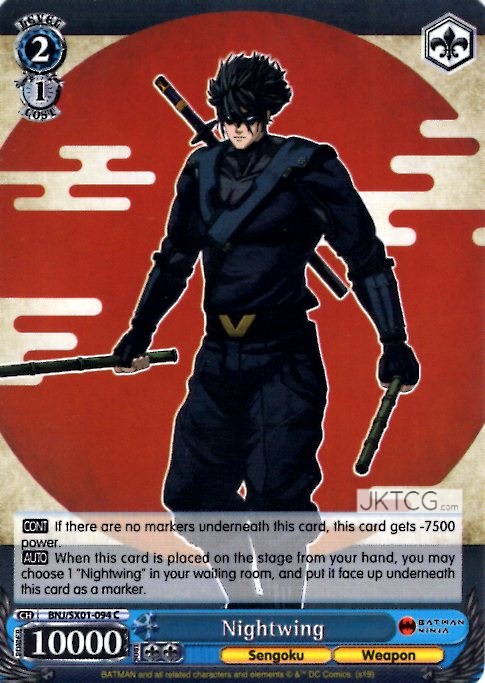 LEVEL
2
1
COST
JKTCG.com
CONT If there are no markers underneath this card, this card gets -7500
power.
AUTO When this card is placed on the stage from your hand, you may
choose 1 "Nightwing" in your waiting room, and put it face up underneath
this card as a marker.
CH BNJ/SX01-094 C
POWER 10000 SOUL
Nightwing
BATMAN
NINJA
Sengoku Weapon
BATMAN and all related characters and elements © & ™ DC Comics. (s19)